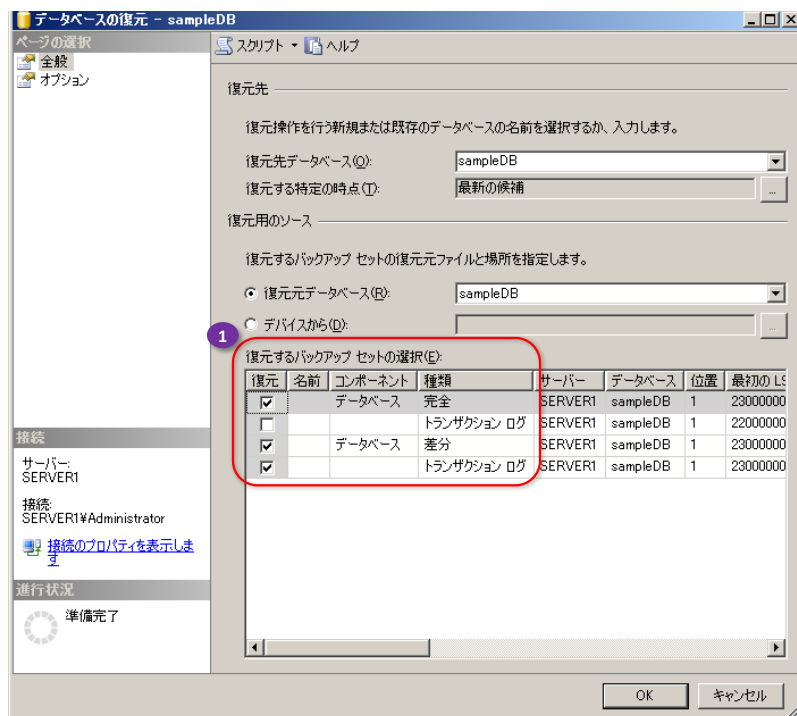 データベースの復元 - sampleDB
ページの選択
全般
オプション
スクリプト ヘルプ
復元先
復元操作を行う新規または既存のデータベースの名前を選択するか、入力します。
復元先データベース(O): sampleDB
復元する特定の時点(T): 最新の候補 ...
復元用のソース
復元するバックアップ セットの復元元ファイルと場所を指定します。
復元元データベース(R): sampleDB
デバイスから(D): ...
1
復元するバックアップ セットの選択(E):
復元 名前 コンポーネント 種類 サーバー データベース 位置 最初の LS
データベース 完全 SERVER1 sampleDB 1 23000000
トランザクション ログ SERVER1 sampleDB 1 22000000
データベース 差分 SERVER1 sampleDB 1 23000000
トランザクション ログ SERVER1 sampleDB 1 23000000
接続
サーバー:
SERVER1
接続:
SERVER1¥Administrator
接続のプロパティを表示しま
す
進行状況
準備完了
OK キャンセル